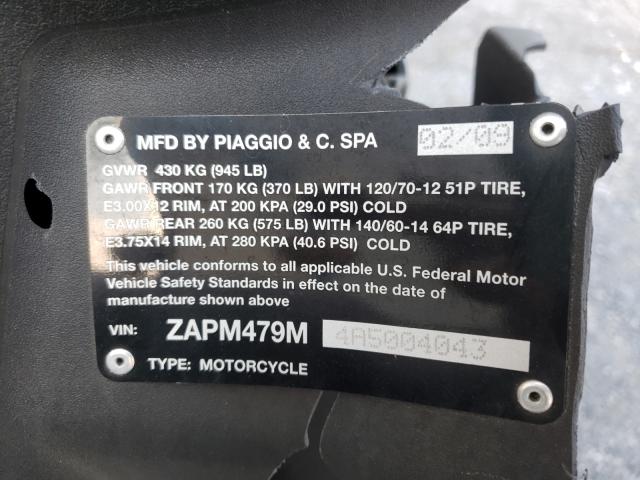 MFD BY PIAGGIO & C. SPA 02/09
GVWR 430 KG (945 LB)
GAWR FRONT 170 KG (370 LB) WITH 120/70-12 51P TIRE,
E3.00X12 RIM, AT 200 KPA (29.0 PSI) COLD
GAWR REAR 260 KG (575 LB) WITH 140/60-14 64P TIRE,
E3.75X14 RIM, AT 280 KPA (40.6 PSI) COLD
This vehicle conforms to all applicable U.S. Federal Motor
Vehicle Safety Standards in effect on the date of
manufacture shown above
VIN: ZAPM479M 4A5004043
TYPE: MOTORCYCLE